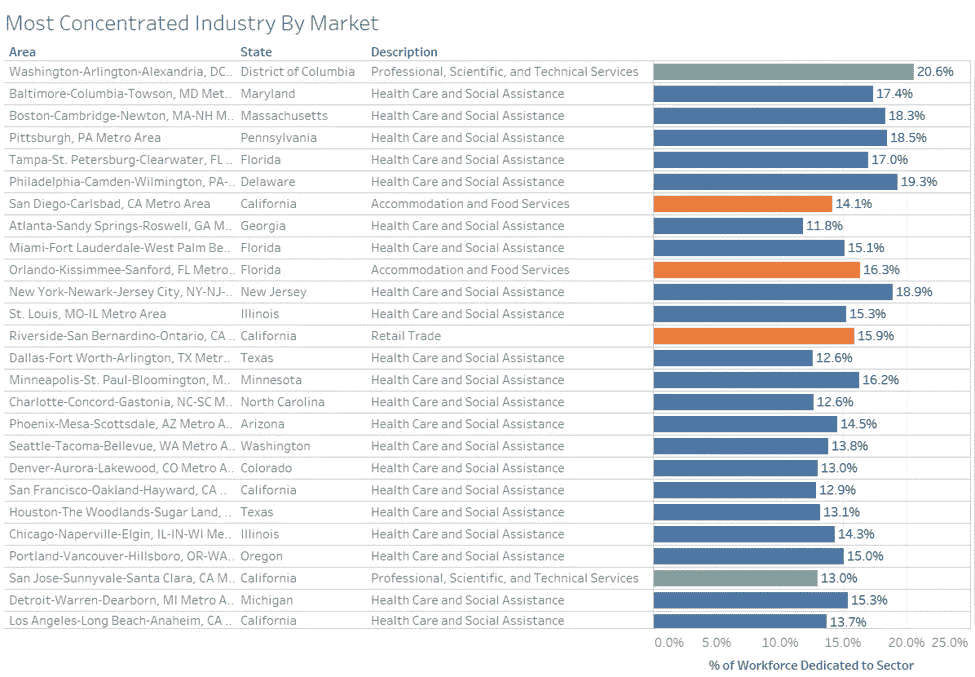 Most Concentrated Industry By Market
Area State Description
Washington-Arlington-Alexandria, DC.. District of Columbia Professional, Scientific, and Technical Services 20.6%
Baltimore-Columbia-Towson, MD Met.. Maryland Health Care and Social Assistance 17.4%
Boston-Cambridge-Newton, MA-NH M.. Massachusetts Health Care and Social Assistance 18.3%
Pittsburgh, PA Metro Area Pennsylvania Health Care and Social Assistance 18.5%
Tampa-St. Petersburg-Clearwater, FL .. Florida Health Care and Social Assistance 17.0%
Philadelphia-Camden-Wilmington, PA-.. Delaware Health Care and Social Assistance 19.3%
San Diego-Carlsbad, CA Metro Area California Accommodation and Food Services 14.1%
Atlanta-Sandy Springs-Roswell, GA M.. Georgia Health Care and Social Assistance 11.8%
Miami-Fort Lauderdale-West Palm Be.. Florida Health Care and Social Assistance 15.1%
Orlando-Kissimmee-Sanford, FL Metro.. Florida Accommodation and Food Services 16.3%
New York-Newark-Jersey City, NY-NJ-.. New Jersey Health Care and Social Assistance 18.9%
St. Louis, MO-IL Metro Area Illinois Health Care and Social Assistance 15.3%
Riverside-San Bernardino-Ontario, CA .. California Retail Trade 15.9%
Dallas-Fort Worth-Arlington, TX Metr.. Texas Health Care and Social Assistance 12.6%
Minneapolis-St. Paul-Bloomington, M.. Minnesota Health Care and Social Assistance 16.2%
Charlotte-Concord-Gastonia, NC-SC M.. North Carolina Health Care and Social Assistance 12.6%
Phoenix-Mesa-Scottsdale, AZ Metro A.. Arizona Health Care and Social Assistance 14.5%
Seattle-Tacoma-Bellevue, WA Metro A.. Washington Health Care and Social Assistance 13.8%
Denver-Aurora-Lakewood, CO Metro A.. Colorado Health Care and Social Assistance 13.0%
San Francisco-Oakland-Hayward, CA .. California Health Care and Social Assistance 12.9%
Houston-The Woodlands-Sugar Land, .. Texas Health Care and Social Assistance 13.1%
Chicago-Naperville-Elgin, IL-IN-WI Me.. Illinois Health Care and Social Assistance 14.3%
Portland-Vancouver-Hillsboro, OR-WA.. Oregon Health Care and Social Assistance 15.0%
San Jose-Sunnyvale-Santa Clara, CA M.. California Professional, Scientific, and Technical Services 13.0%
Detroit-Warren-Dearborn, MI Metro A.. Michigan Health Care and Social Assistance 15.3%
Los Angeles-Long Beach-Anaheim, CA .. California Health Care and Social Assistance 13.7%
0.0% 5.0% 10.0% 15.0% 20.0% 25.0%
% of Workforce Dedicated to Sector